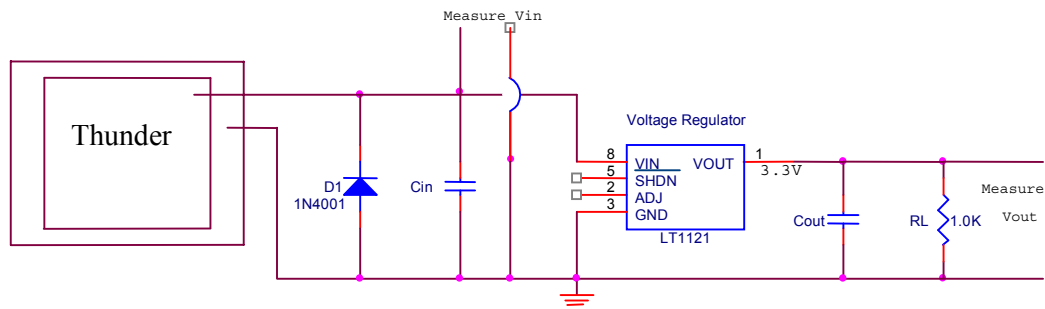 Measure Vin
Thunder
Voltage Regulator
8 VIN VOUT 1
3.3V
5 SHDN
2 ADJ
3 GND
LT1121
D1
1N4001
Cin
Cout
RL 1.0K
Measure
Vout